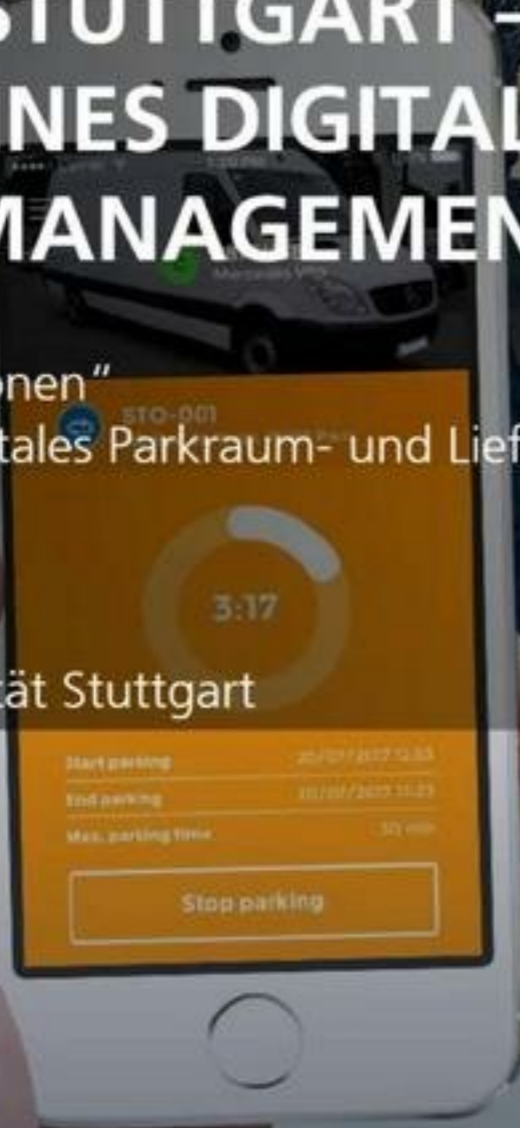 STUTTGART –
NES DIGITAL
MANAGEMEN
onen“
STO-001
tales Parkraum- und Lief
3:17
tät Stuttgart
Start parking
End parking
Max. parking time 30 min
Stop parking